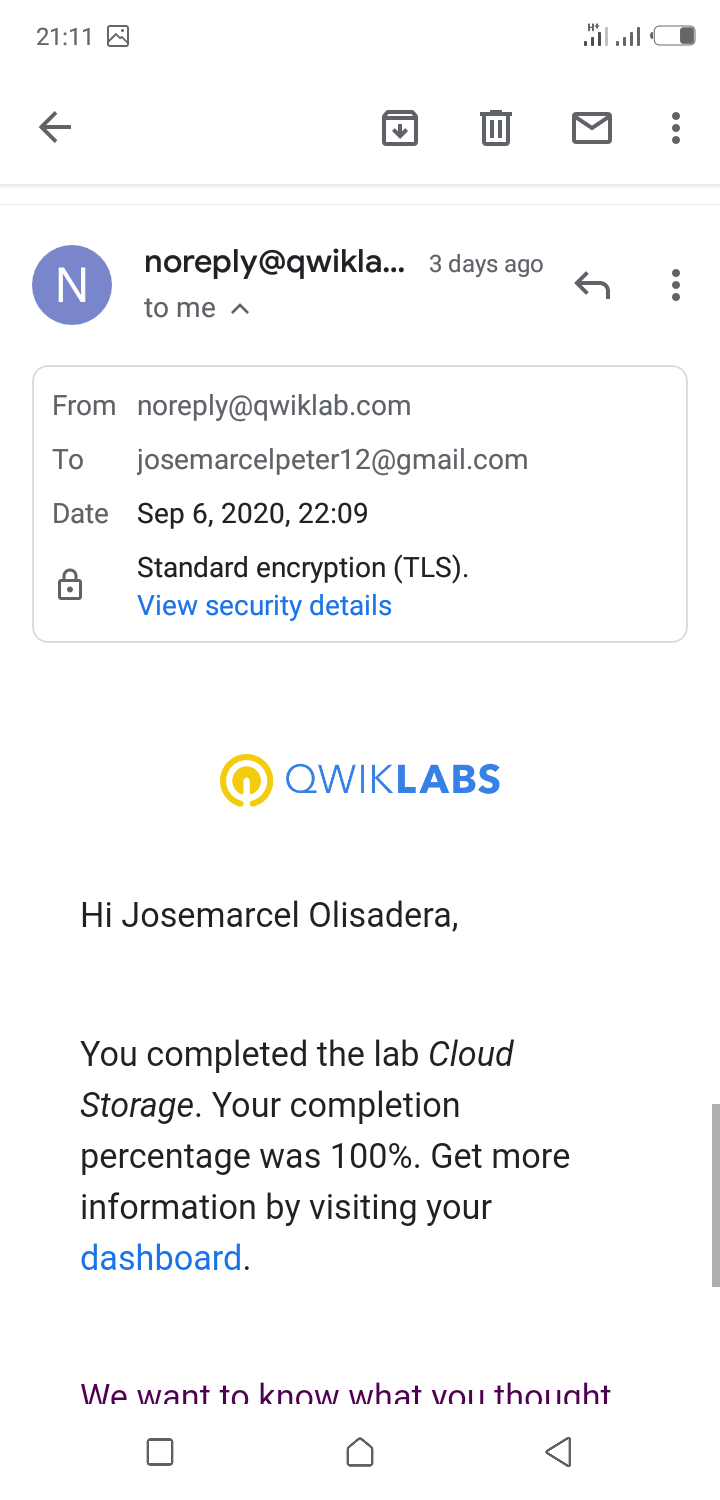 21:11
H+
N
noreply@qwikla... 3 days ago
to me
From noreply@qwiklab.com
To josemarcelpeter12@gmail.com
Date Sep 6, 2020, 22:09
Standard encryption (TLS).
View security details
QWIKLABS
Hi Josemarcel Olisadera,
You completed the lab Cloud
Storage. Your completion
percentage was 100%. Get more
information by visiting your
dashboard.
We want to know what you thought